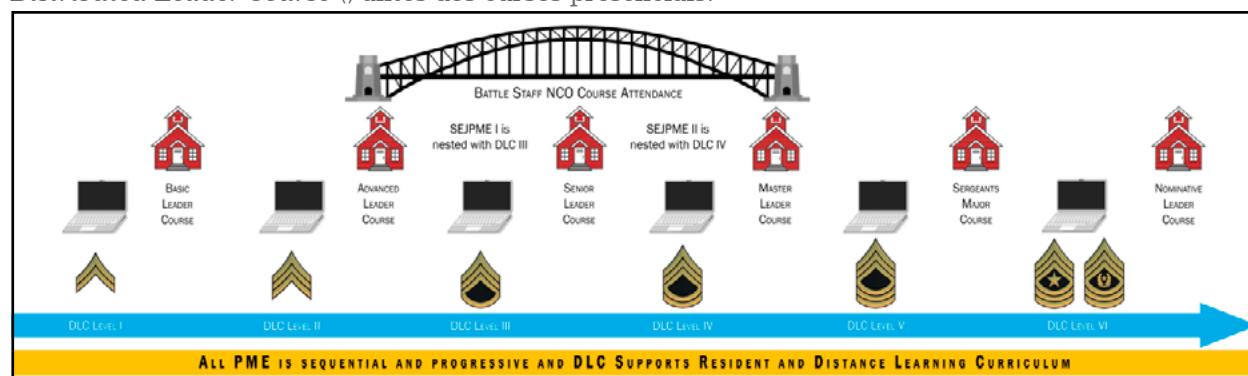 BATTLE STAFF NCO COURSE ATTENDANCE
SEJPME I is
nested with DLC III
SEJPME II is
nested with DLC IV
BASIC
LEADER
COURSE
ADVANCED
LEADER
COURSE
SENIOR
LEADER
COURSE
MASTER
LEADER
COURSE
SERGEANTS
MAJOR
COURSE
NOMINATIVE
LEADER
COURSE
DLC LEVEL I
DLC LEVEL II
DLC LEVEL III
DLC LEVEL IV
DLC LEVEL V
DLC LEVEL VI
ALL PME IS SEQUENTIAL AND PROGRESSIVE AND DLC SUPPORTS RESIDENT AND DISTANCE LEARNING CURRICULUM